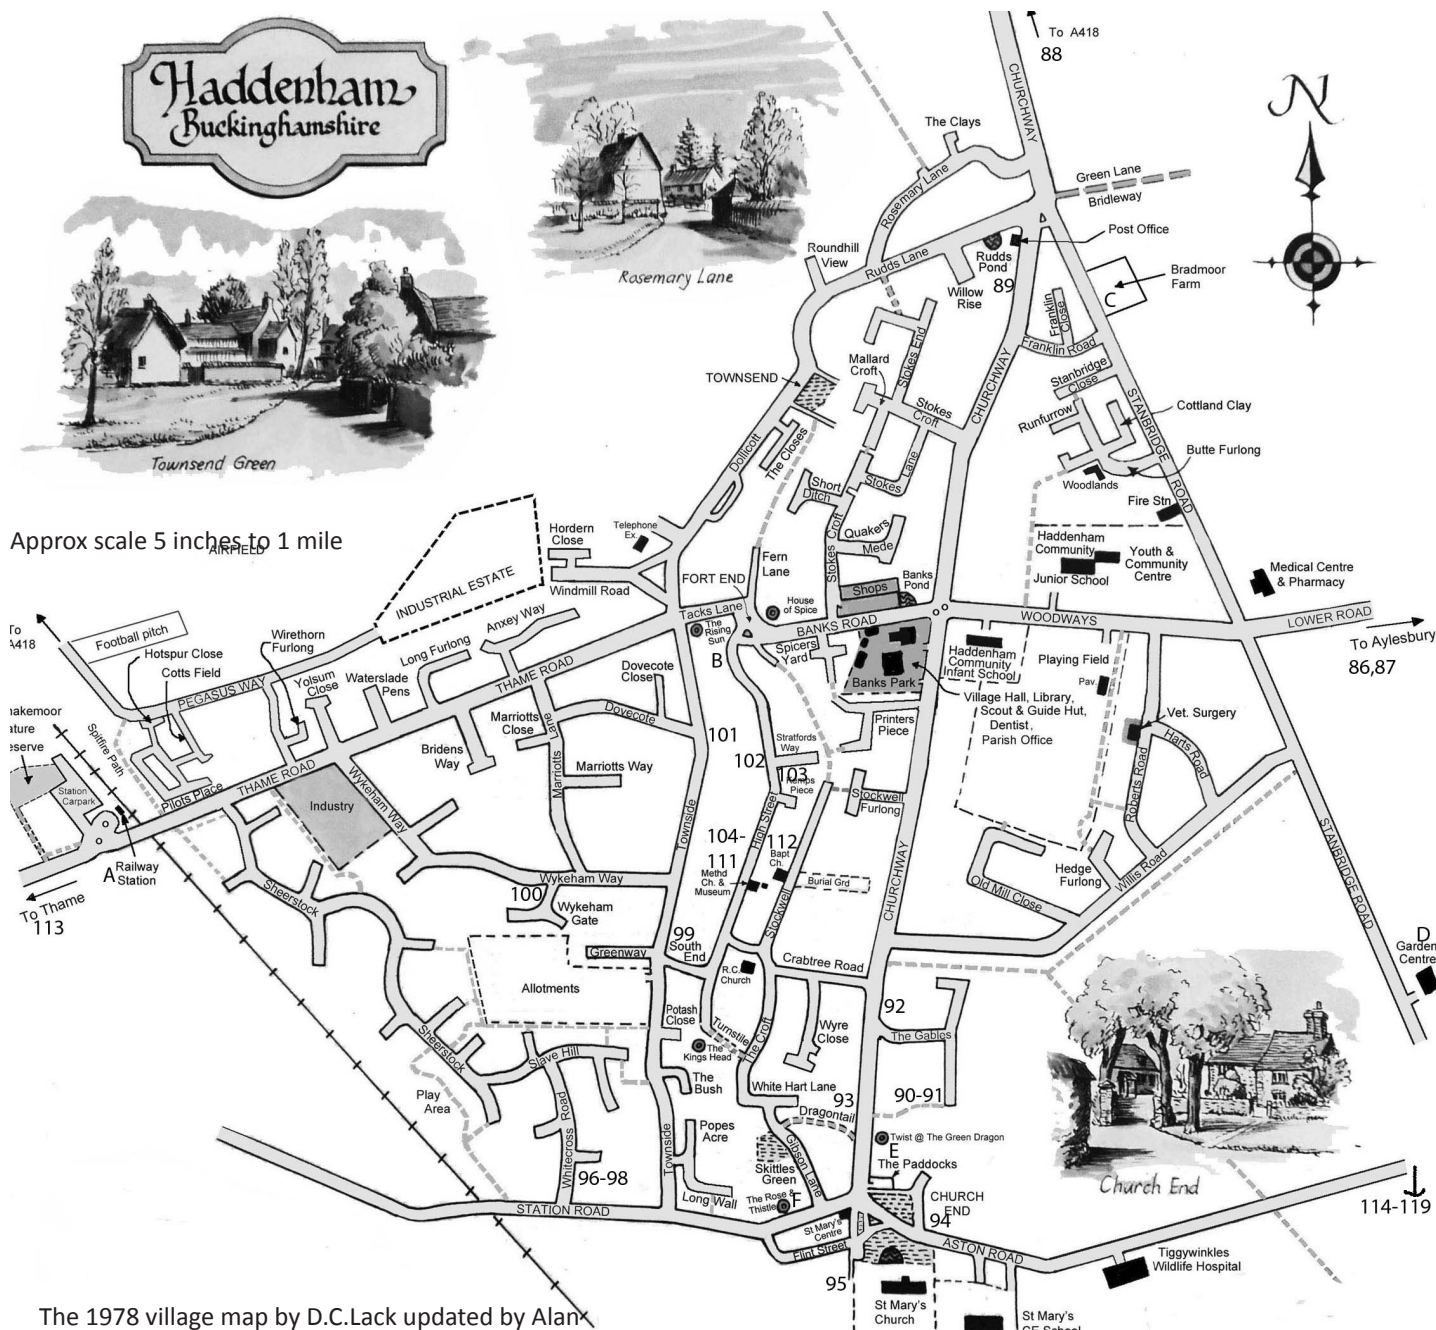 Haddenham
Buckinghamshire
Rosemary Lane
Townsend Green
Approx scale 5 inches to 1 mile
AIRFIELD
To A418
88
CHURCHWAY
N
The Clays
Rosemary Lane
Green Lane
Bridleway
Post Office
Roundhill
View
Rudds Lane
Rudds
Pond
89
Willow
Rise
Bradmoor
Farm
C
Franklin
Close
Franklin Road
Stanbridge
Close
Mallard
Croft
Stokes End
TOWNSEND
CHURCHWAY
Stokes
Croft
Runfurrow
Cottland Clay
STANBRIDGE
ROAD
Butte Furlong
Woodlands
Fire Stn
Dollicott
The Closes
Short
Ditch
Stokes
Lane
Stokes Croft
Quakers
Mede
Telephone
Ex.
Hordern
Close
Windmill Road
INDUSTRIAL ESTATE
Fern
Lane
FORT END
Haddenham
Community
Junior School
Youth &
Community
Centre
Medical Centre
& Pharmacy
Shops
Banks
Pond
House
of Spice
Tacks Lane
The
Rising
Sun
B
BANKS ROAD
WOODWAYS
LOWER ROAD
To Aylesbury
86,87
To
A418
Football pitch
Hotspur Close
Cotts Field
Wirethorn
Furlong
PEGASUS WAY
Yolsum
Close
Waterslade
Pens
Long Furlong
Anxey Way
THAME ROAD
Dovecote
Close
Dovecote
Spicers
Yard
Banks Park
Haddenham
Community
Infant School
Playing Field
Pav.
Village Hall, Library,
Scout & Guide Hut,
Dentist,
Parish Office
Vet. Surgery
Harts Road
Roberts Road
Printers
Piece
nakemoor
ature
eserve
Spitfire Path
Station
Carpark
Pilots Place
THAME ROAD
Industry
Wykeham Way
Bridens
Way
Marriotts
Close
Lane
Marriotts
Marriotts Way
101
102
Stratfords
Way
103
Kemps
Piece
Stockwell
Furlong
Townside
104-
111
High Street
112
Bapt
Ch.
Methd
Ch. &
Museum
Burial Grd
Stockwell
CHURCHWAY
Old Mill Close
Hedge
Furlong
Willis Road
STANBRIDGE ROAD
A
Railway
Station
To Thame
113
Sheerstock
Wykeham Way
100
Wykeham
Gate
99
South
End
Greenway
R.C.
Church
Crabtree Road
D
Garden
Centre
Allotments
Potash
Close
Turnstile
The Croft
Wyre
Close
92
The Gables
Sheerstock
Slave Hill
The
Kings Head
The
Bush
White Hart Lane
93
90-91
Dragontail
Play
Area
Whitecross Road
Townside
Popes
Acre
Gibson Lane
Skittles
Green
Twist @ The Green Dragon
E
The Paddocks
96-98
Long Wall
The Rose &
Thistle
F
CHURCH
END
94
Church End
114-119
STATION ROAD
St Mary's
Centre
Flint Street
ASTON ROAD
Tiggywinkles
Wildlife Hospital
95
St Mary's
Church
St Mary's
CE School
The 1978 village map by D.C.Lack updated by Alan